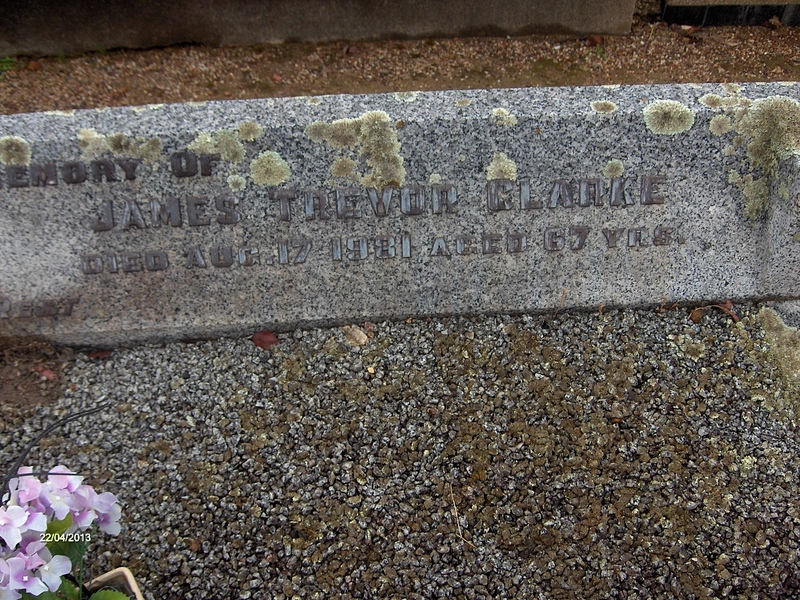 EMORY OF
JAMES TREVOR CLARKE
DIED AUG. 17 1981 AGED 67 YRS.
22/04/2013